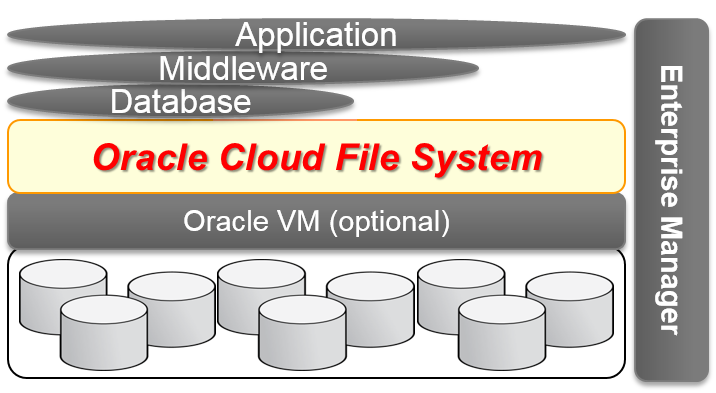 Application
Middleware
Database
Oracle Cloud File System
Oracle VM (optional)
Enterprise Manager